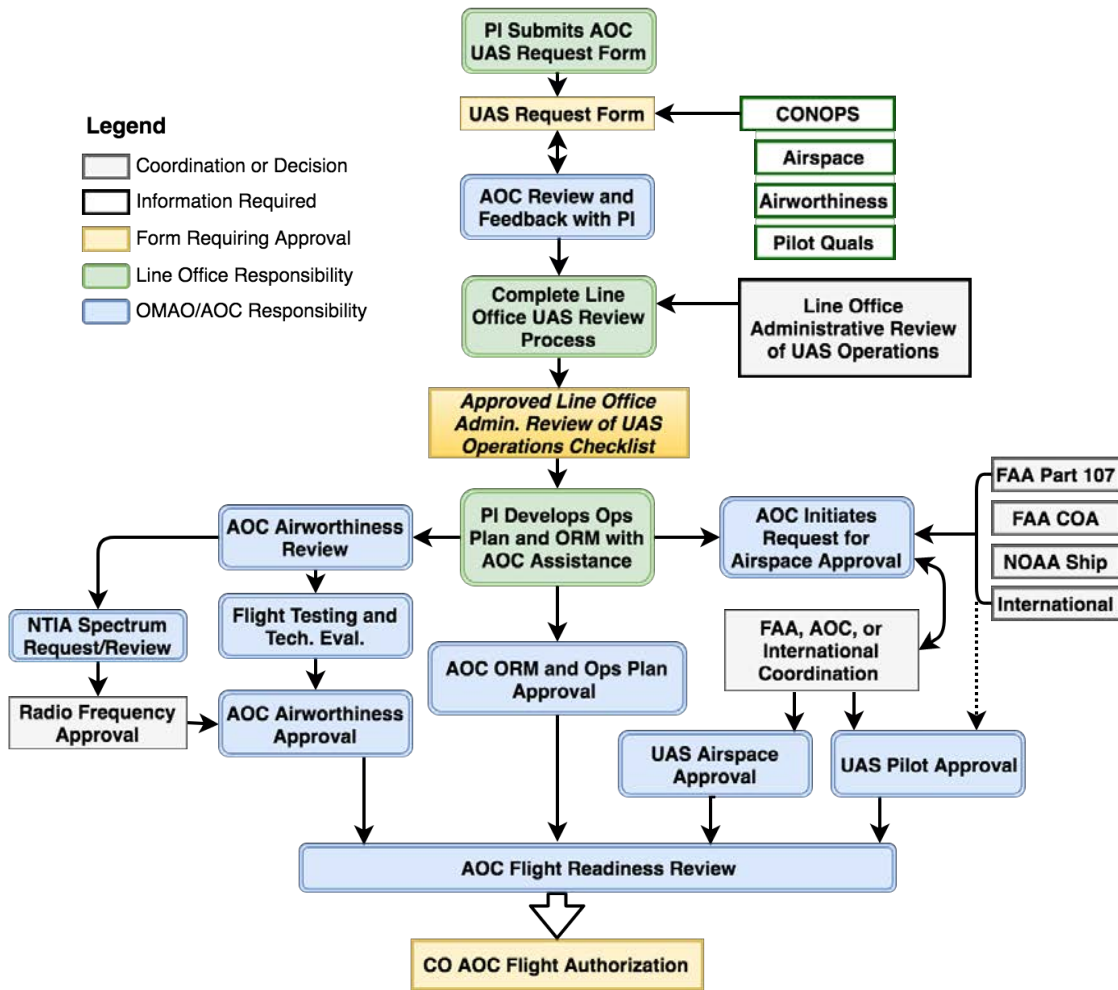 PI Submits AOC
UAS Request Form
UAS Request Form
CONOPS
Airspace
Airworthiness
Pilot Quals
Legend
Coordination or Decision
Information Required
Form Requiring Approval
Line Office Responsibility
OMAO/AOC Responsibility
AOC Review and
Feedback with PI
Complete Line
Office UAS Review
Process
Line Office
Administrative Review
of UAS Operations
Approved Line Office
Admin. Review of UAS
Operations Checklist
AOC Airworthiness
Review
PI Develops Ops
Plan and ORM with
AOC Assistance
AOC Initiates
Request for
Airspace Approval
FAA Part 107
FAA COA
NOAA Ship
International
NTIA Spectrum
Request/Review
Flight Testing and
Tech. Eval.
FAA, AOC, or
International
Coordination
AOC ORM and Ops Plan
Approval
Radio Frequency
Approval
AOC Airworthiness
Approval
UAS Airspace
Approval
UAS Pilot Approval
AOC Flight Readiness Review
CO AOC Flight Authorization